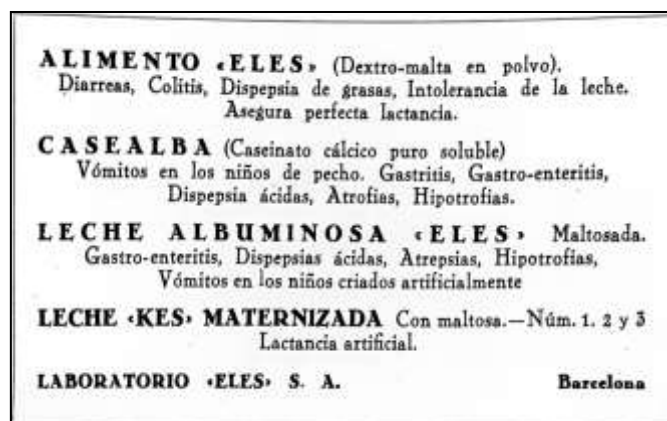 ALIMENTO «ELES» (Dextro-malta en polvo).
Diarreas, Colitis, Dispepsia de grasas, Intolerancia de la leche.
Asegura perfecta lactancia.
CASEALBA (Caseinato cálcico puro soluble)
Vómitos en los niños de pecho. Gastritis, Gastro-enteritis,
Dispepsia ácidas, Atrofias, Hipotrofias.
LECHE ALBUMINOSA «ELES» Maltosada.
Gastro-enteritis, Dispepsias ácidas, Atrepsias, Hipotrofias,
Vómitos en los niños criados artificialmente
LECHE «KES» MATERNIZADA Con maltosa.—Núm. 1. 2 y 3
Lactancia artificial.
LABORATORIO «ELES» S. A. Barcelona